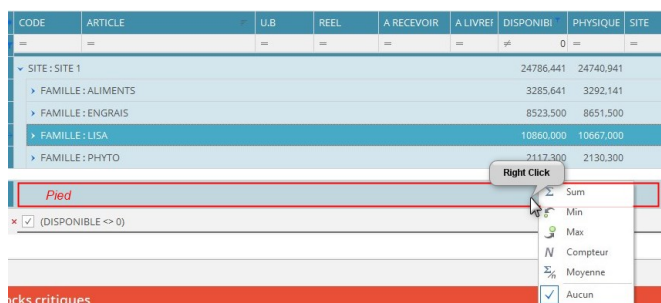 CODE ARTICLE U.B REEL A RECEVOIR A LIVREF DISPONIBI PHYSIQUE SITE
= = = = = = ≠ 0 =
SITE : SITE 1 24786,441 24740,941
FAMILLE : ALIMENTS 3285,641 3292,141
FAMILLE : ENGRAIS 8523,500 8651,500
FAMILLE : LISA 10860,000 10667,000
FAMILLE : PHYTO 2117,300 2130,300
Right Click
Pied
Σ Sum
Min
(DISPONIBLE <> 0)
Max
N Compteur
Σ/n Moyenne
Aucun
ocks critiques